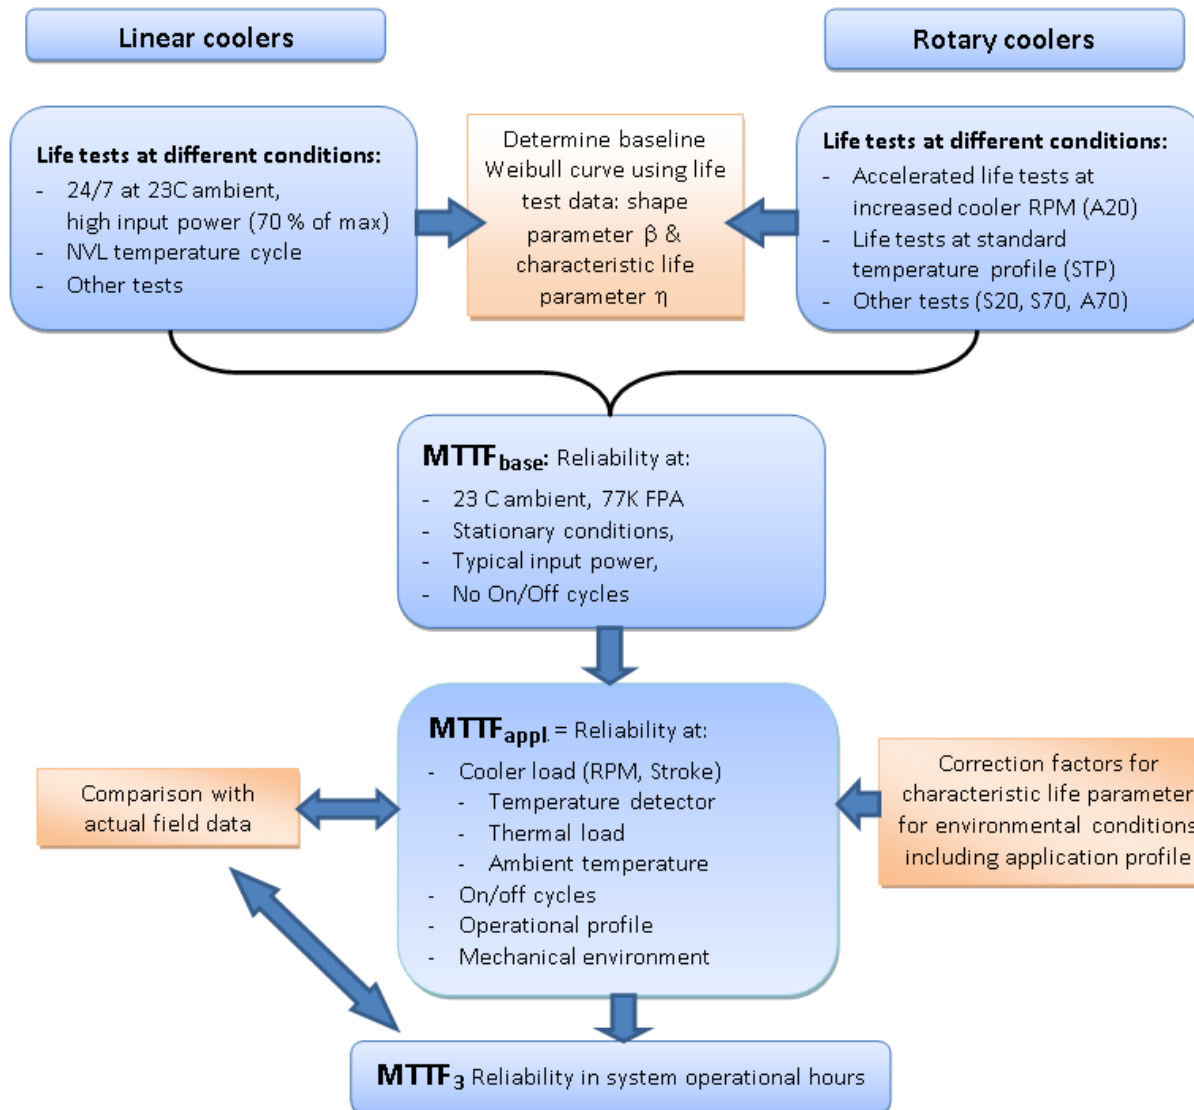 Linear coolers
Rotary coolers
Life tests at different conditions:
- 24/7 at 23C ambient,
high input power (70 % of max)
- NVL temperature cycle
- Other tests
Determine baseline
Weibull curve using life
test data: shape
parameter β &
characteristic life
parameter η
Life tests at different conditions:
- Accelerated life tests at
increased cooler RPM (A20)
- Life tests at standard
temperature profile (STP)
- Other tests (S20, S70, A70)
MTTFbase: Reliability at:
- 23 C ambient, 77K FPA
- Stationary conditions,
- Typical input power,
- No On/Off cycles
MTTFappl. = Reliability at:
- Cooler load (RPM, Stroke)
- Temperature detector
- Thermal load
- Ambient temperature
- On/off cycles
- Operational profile
- Mechanical environment
Comparison with
actual field data
Correction factors for
characteristic life parameter
for environmental conditions
including application profile
MTTF3 Reliability in system operational hours